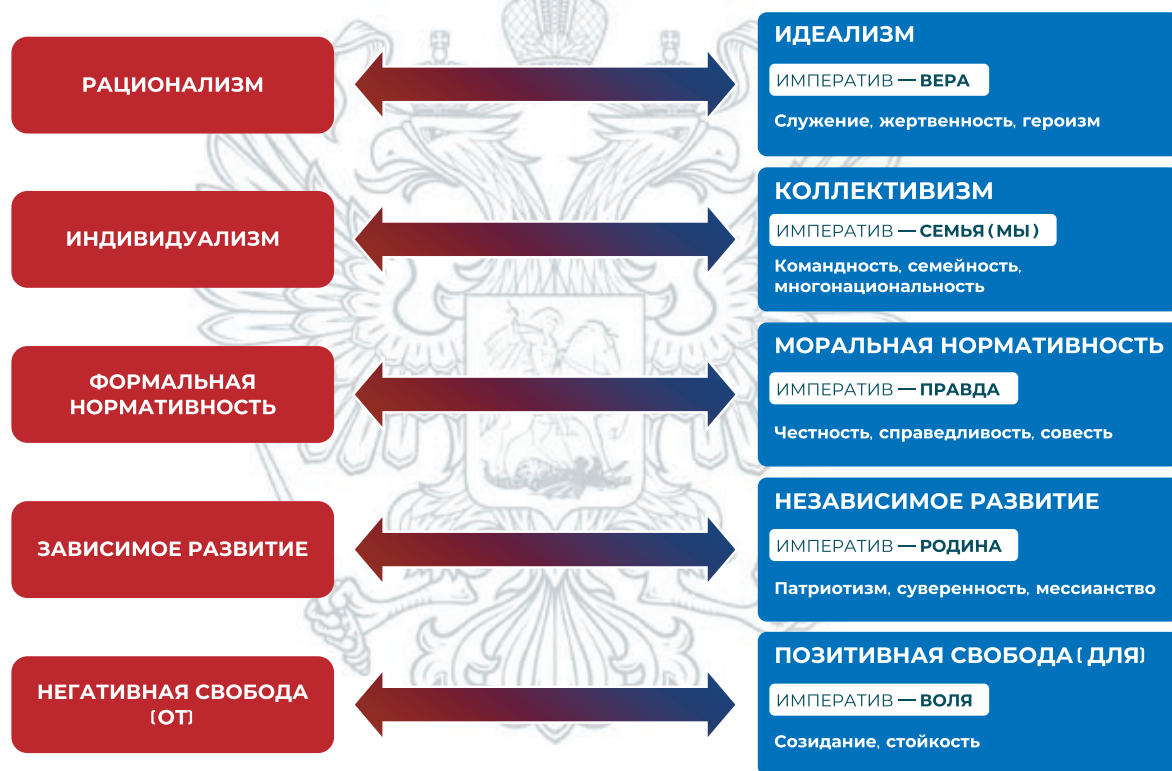 РАЦИОНАЛИЗМ
ИДЕАЛИЗМ
ИМПЕРАТИВ — ВЕРА
Служение, жертвенность, героизм
ИНДИВИДУАЛИЗМ
КОЛЛЕКТИВИЗМ
ИМПЕРАТИВ — СЕМЬЯ (МЫ)
Командность, семейность,
многонациональность
ФОРМАЛЬНАЯ
НОРМАТИВНОСТЬ
МОРАЛЬНАЯ НОРМАТИВНОСТЬ
ИМПЕРАТИВ — ПРАВДА
Честность, справедливость, совесть
ЗАВИСИМОЕ РАЗВИТИЕ
НЕЗАВИСИМОЕ РАЗВИТИЕ
ИМПЕРАТИВ — РОДИНА
Патриотизм, суверенность, мессианство
НЕГАТИВНАЯ СВОБОДА
(ОТ)
ПОЗИТИВНАЯ СВОБОДА ( ДЛЯ)
ИМПЕРАТИВ — ВОЛЯ
Созидание, стойкость